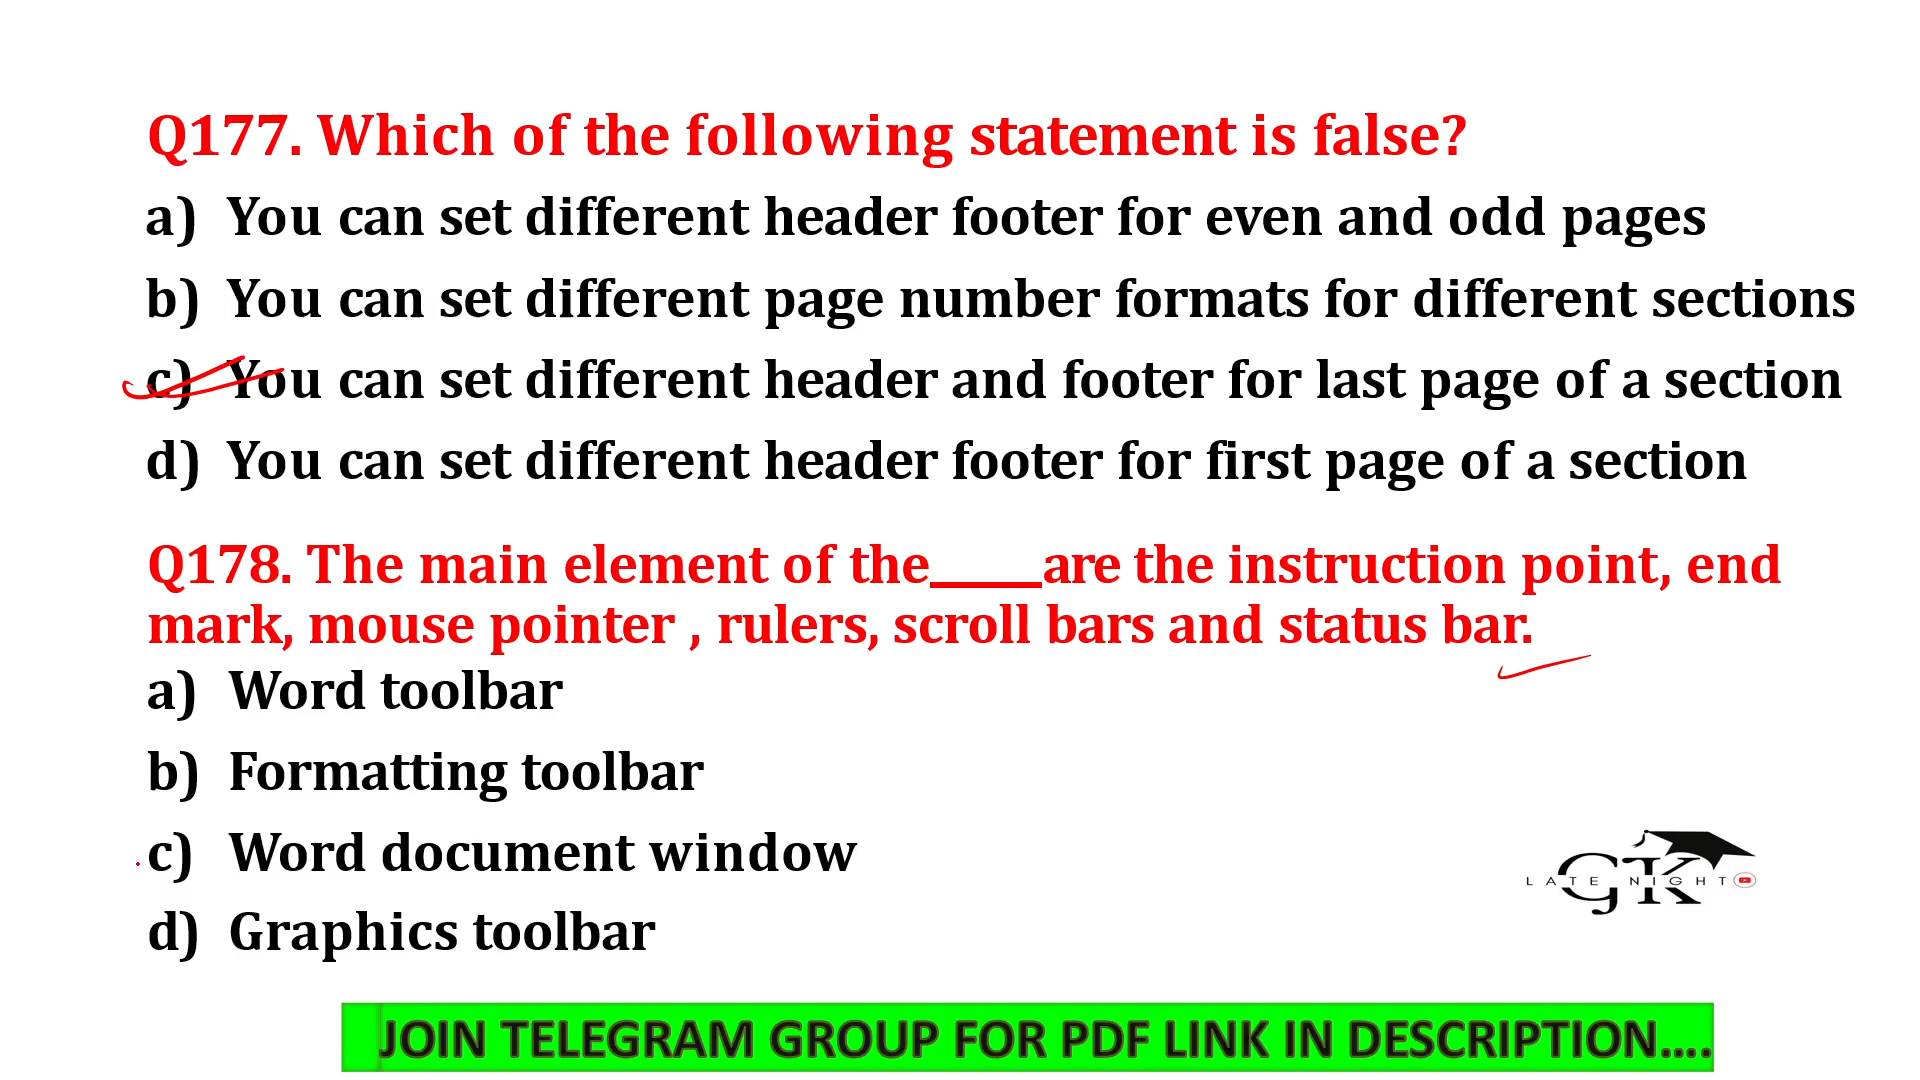 Q177. Which of the following statement is false?
a) You can set different header footer for even and odd pages
b) You can set different page number formats for different sections
c) You can set different header and footer for last page of a section
d) You can set different header footer for first page of a section
Q178. The main element of the_____are the instruction point, end
mark, mouse pointer , rulers, scroll bars and status bar.
a) Word toolbar
b) Formatting toolbar
c) Word document window
d) Graphics toolbar
GK
LATE NIGHT
JOIN TELEGRAM GROUP FOR PDF LINK IN DESCRIPTION....